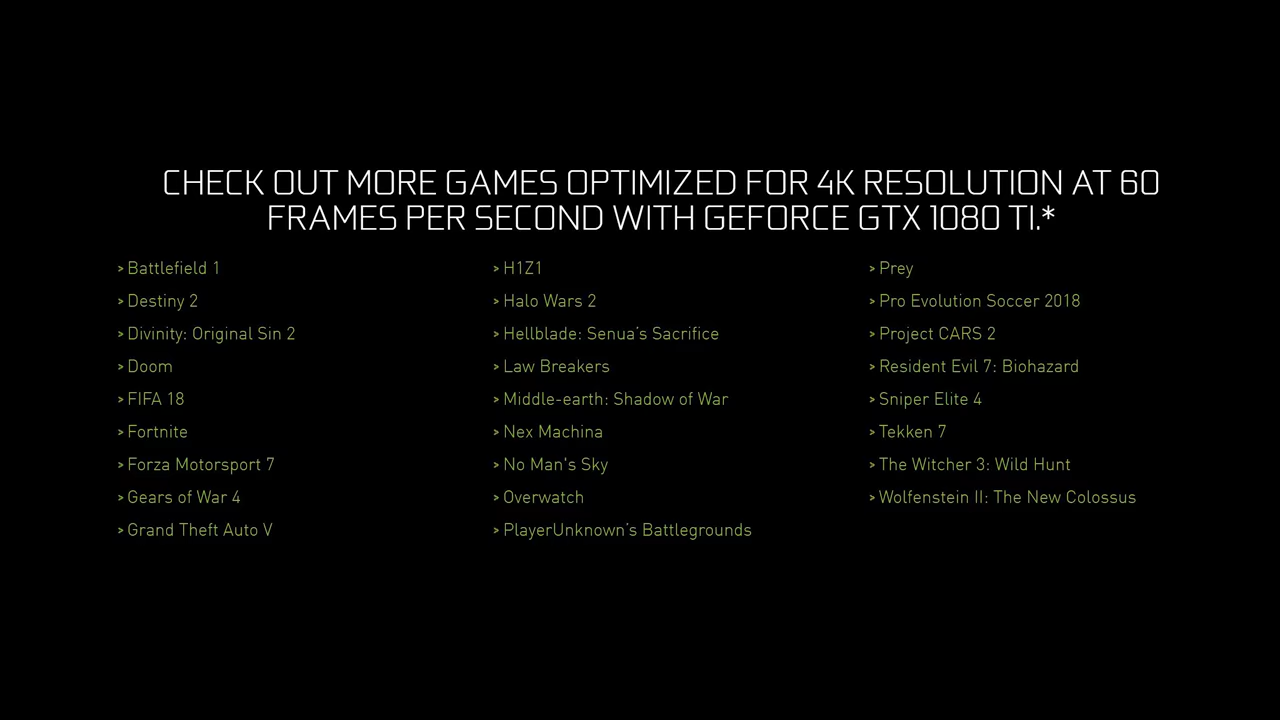 CHECK OUT MORE GAMES OPTIMIZED FOR 4K RESOLUTION AT 60
FRAMES PER SECOND WITH GEFORCE GTX 1080 TI.*
> Battlefield 1
> Destiny 2
> Divinity: Original Sin 2
> Doom
> FIFA 18
> Fortnite
> Forza Motorsport 7
> Gears of War 4
> Grand Theft Auto V
> H1Z1
> Halo Wars 2
> Hellblade: Senua’s Sacrifice
> Law Breakers
> Middle-earth: Shadow of War
> Nex Machina
> No Man's Sky
> Overwatch
> PlayerUnknown’s Battlegrounds
> Prey
> Pro Evolution Soccer 2018
> Project CARS 2
> Resident Evil 7: Biohazard
> Sniper Elite 4
> Tekken 7
> The Witcher 3: Wild Hunt
> Wolfenstein II: The New Colossus